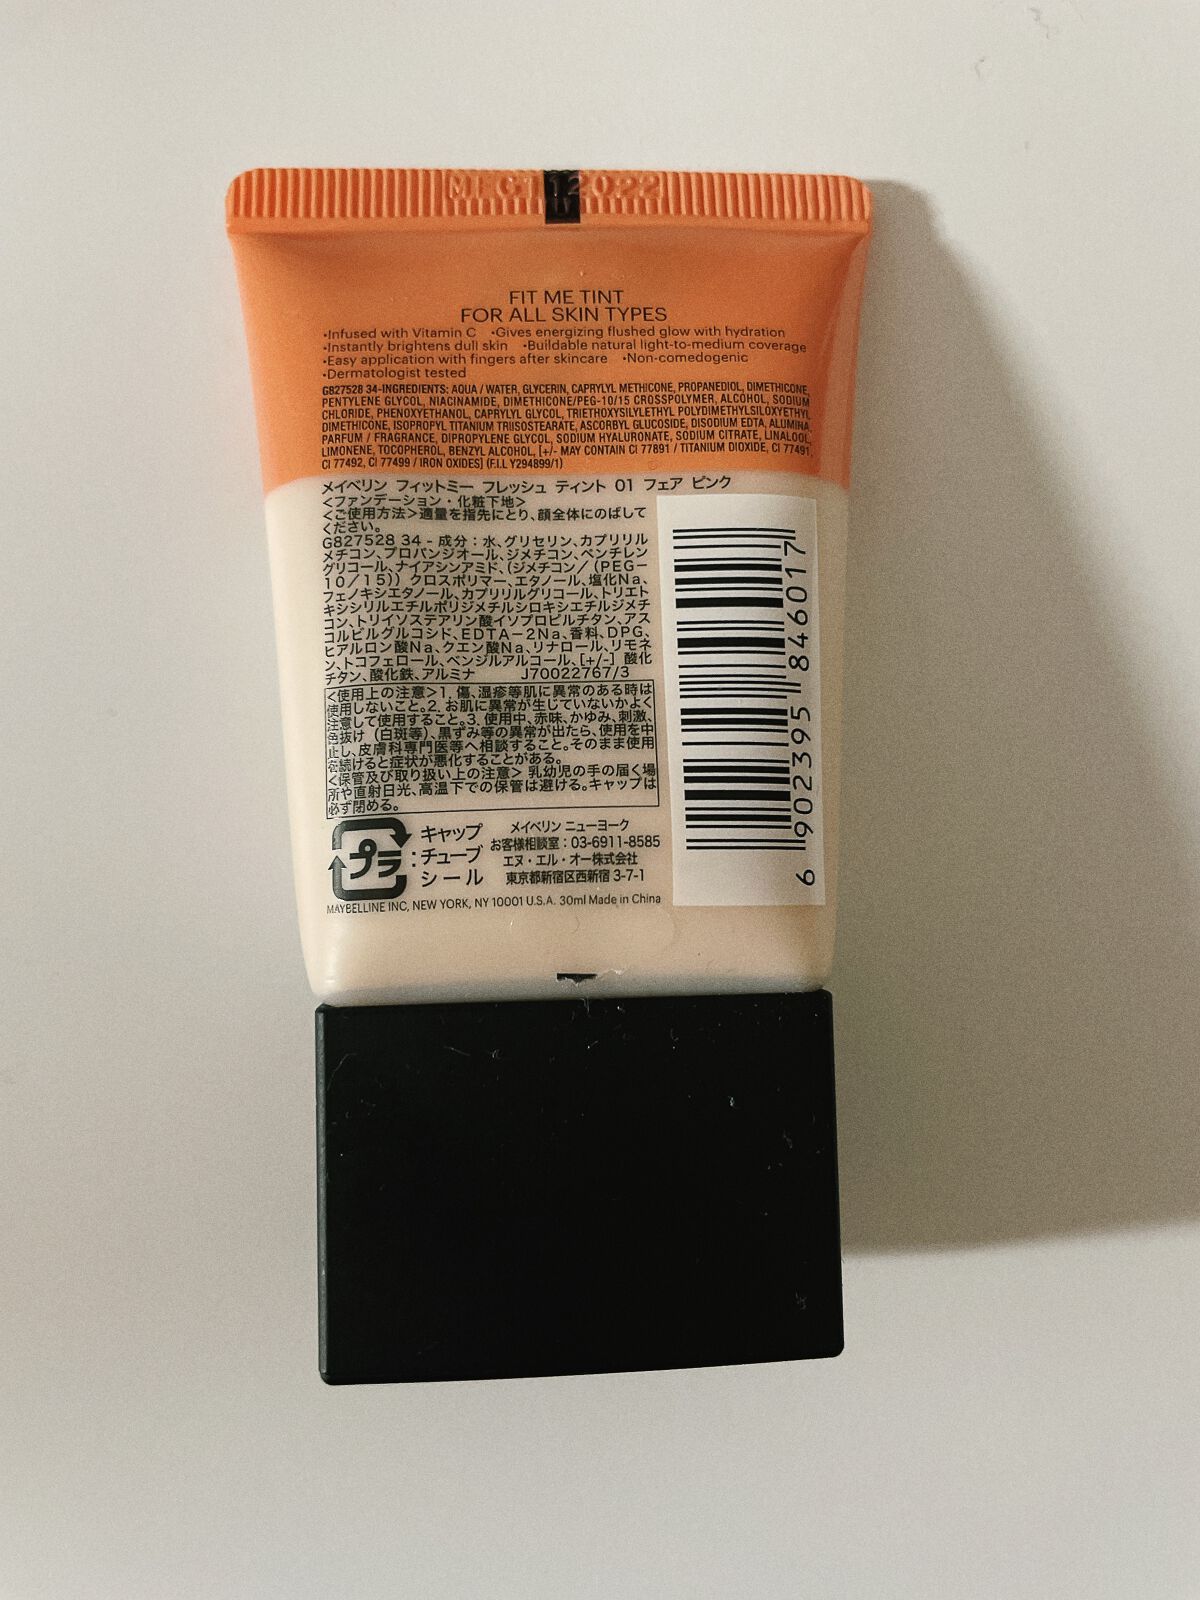 MFGT12022
FIT ME TINT
FOR ALL SKIN TYPES
•Infused with Vitamin C •Gives energizing flushed glow with hydration
•Instantly brightens dull skin •Buildable natural light-to-medium coverage
•Easy application with fingers after skincare •Non-comedogenic
•Dermatologist tested
G827528 34-INGREDIENTS: AQUA / WATER, GLYCERIN, CAPRYLYL METHICONE, PROPANEDIOL, DIMETHICONE,
PENTYLENE GLYCOL, NIACINAMIDE, DIMETHICONE/PEG-10/15 CROSSPOLYMER, ALCOHOL, SODIUM
CHLORIDE, PHENOXYETHANOL, CAPRYLYL GLYCOL, TRIETHOXYSILYLETHYL POLYDIMETHYLSILOXYETHYL
DIMETHICONE, ISOPROPYL TITANIUM TRIISOSTEARATE, ASCORBYL GLUCOSIDE, DISODIUM EDTA, ALUMINA,
PARFUM / FRAGRANCE, DIPROPYLENE GLYCOL, SODIUM HYALURONATE, SODIUM CITRATE, LINALOOL,
LIMONENE, TOCOPHEROL, BENZYL ALCOHOL, [+/- MAY CONTAIN CI 77891 / TITANIUM DIOXIDE, CI 77491,
CI 77492, CI 77499 / IRON OXIDES] (F.I.L Y294899/1)
メイベリン フィットミー フレッシュ ティント 01 フェア ピンク
<ファンデーション・化粧下地>
<ご使用方法>適量を指先にとり、顔全体にのばして
ください。
G827528 34 - 成分：水、グリセリン、カプリリル
メチコン、プロパンジオール、ジメチコン、ペンチレン
グリコール、ナイアシンアミド、(ジメチコン/(PEG-
10/15)) クロスポリマー、エタノール、塩化Na、
フェノキシエタノール、カプリリルグリコール、トリエト
キシシリルエチルポリジメチルシロキシエチルジメチ
コン、トリイソステアリン酸イソプロピルチタン、アス
コルビルグルコシド、EDTA-2Na、香料、DPG、
ヒアルロン酸Na、クエン酸Na、リナロール、リモネ
ン、トコフェロール、ベンジルアルコール、[+/-] 酸化
チタン、酸化鉄、アルミナ J70022767/3
<使用上の注意>1. 傷、湿疹等肌に異常のある時は
使用しないこと。2. お肌に異常が生じていないかよく
注意して使用すること。3. 使用中、赤味、かゆみ、刺激、
色抜け（白斑等）、黒ずみ等の異常が出たら、使用を中
止し、皮膚科専門医等へ相談すること。そのまま使用
を続けると症状が悪化することがある。
<保管及び取り扱い上の注意> 乳幼児の手の届く場
所や直射日光、高温下での保管は避ける。キャップは
必ず閉める。
プラ
キャップ
:チューブ
シール
メイベリン ニューヨーク
お客様相談室：03-6911-8585
エヌ・エル・オー株式会社
東京都新宿区西新宿 3-7-1
MAYBELLINE INC, NEW YORK, NY 10001 U.S.A. 30ml Made in China
6 902395 846017